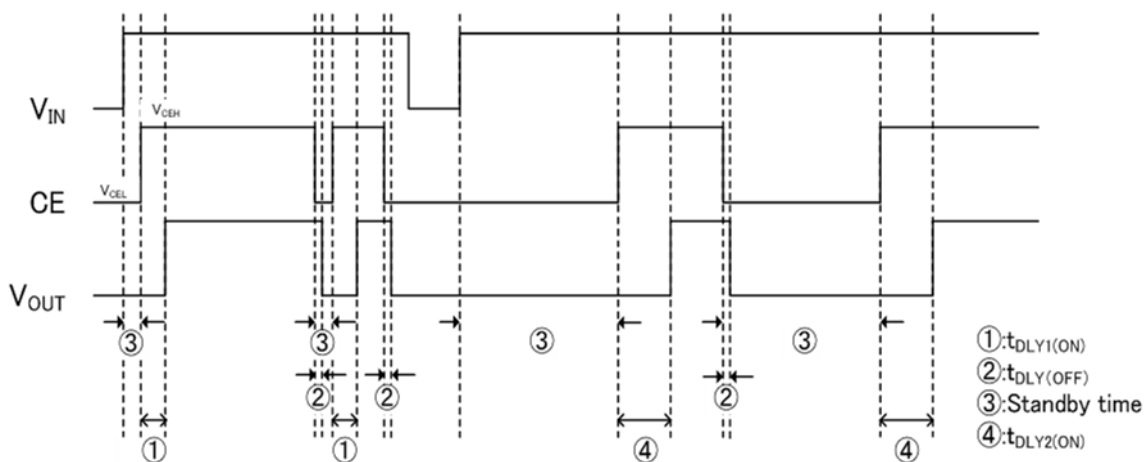 V_IN
V_CEH
V_CEL
CE
V_OUT
③ ③ ③ ③
①:t_DLY1(ON)
② ② ②
②:t_DLY(OFF)
③:Standby time
① ① ④ ④
④:t_DLY2(ON)